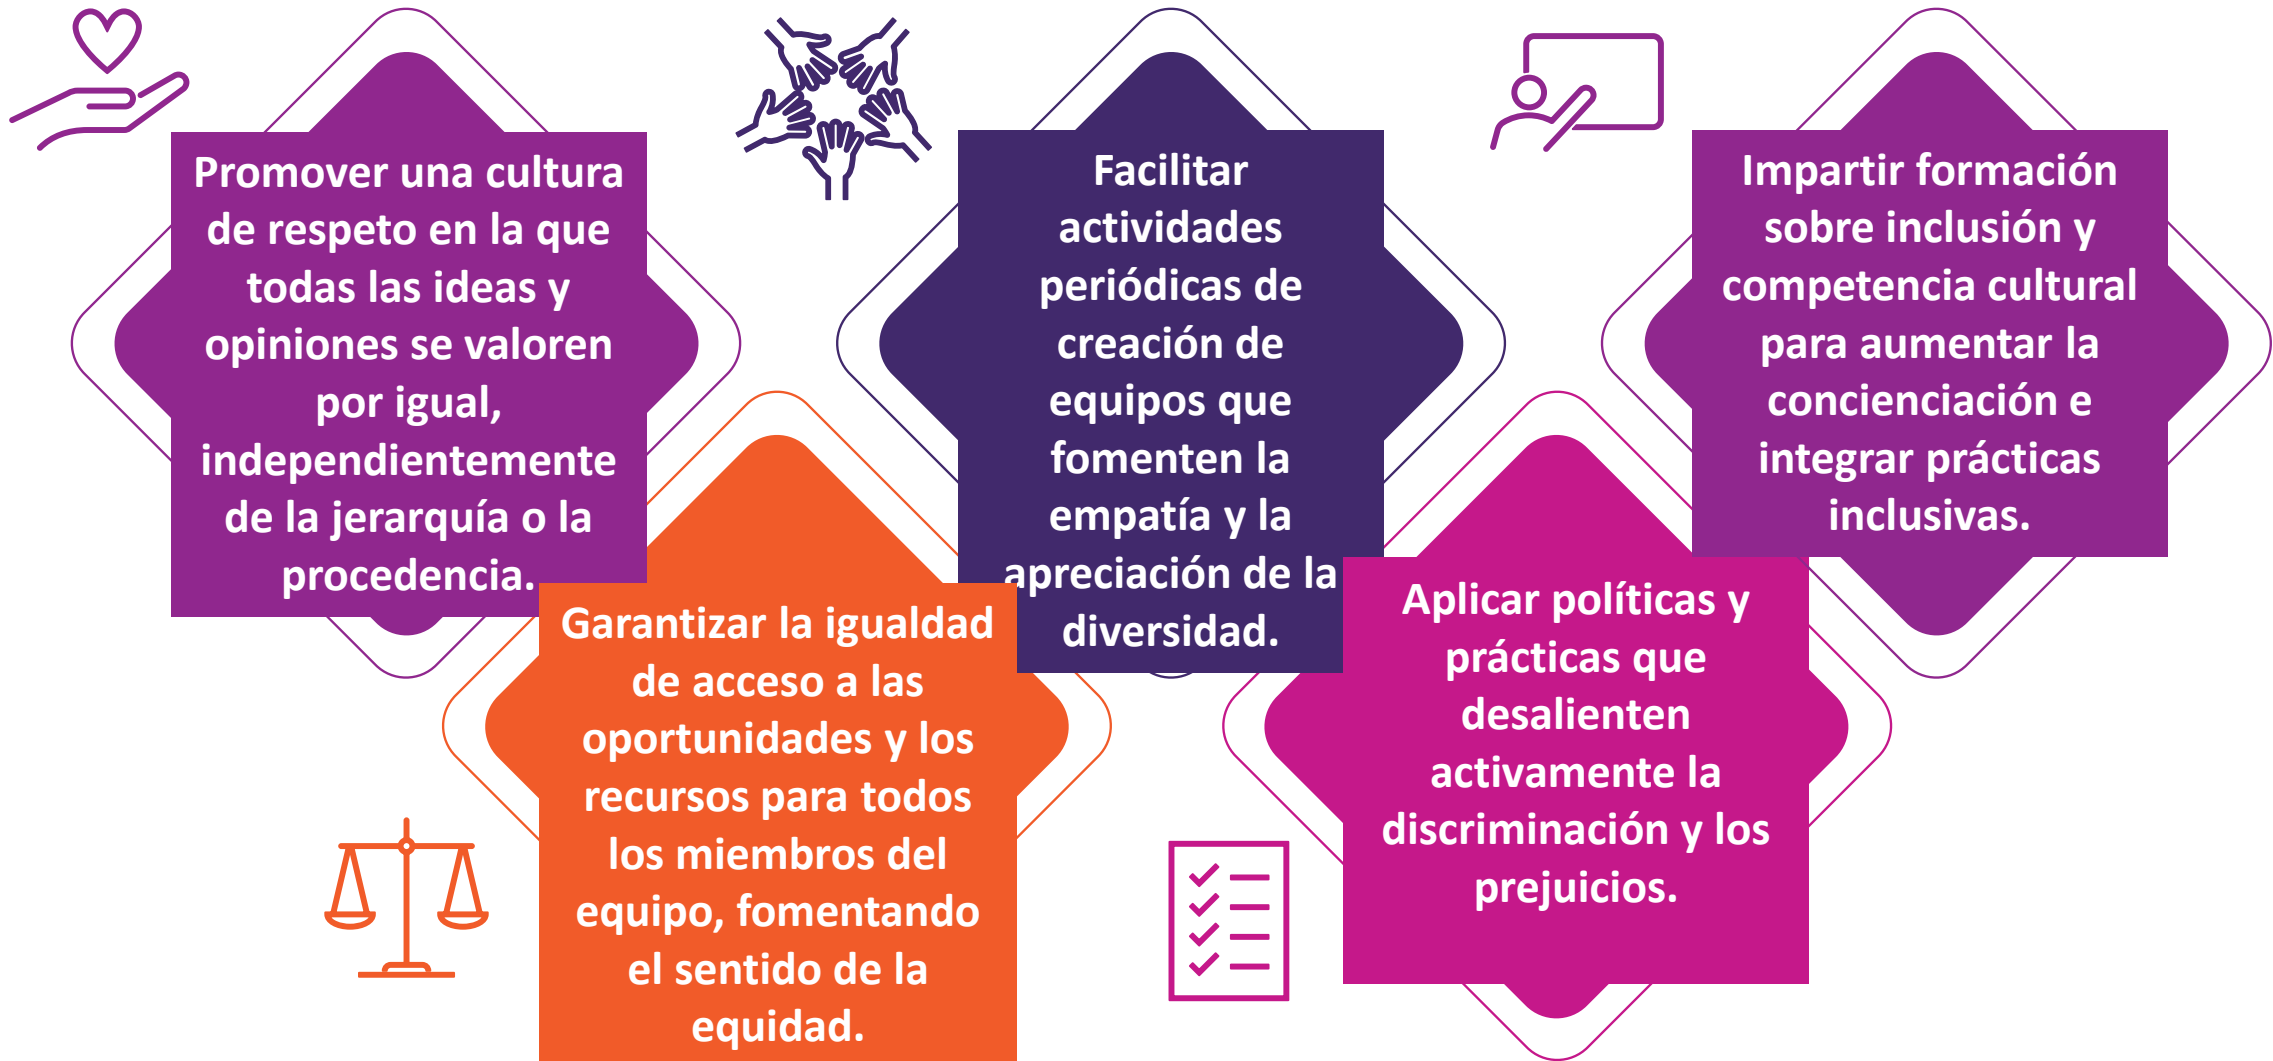 Promover una cultura
de respeto en la que
todas las ideas y
opiniones se valoren
por igual,
independientemente
de la jerarquía o la
procedencia.
Garantizar la igualdad
de acceso a las
oportunidades y los
recursos para todos
los miembros del
equipo, fomentando
el sentido de la
equidad.
Facilitar
actividades
periódicas de
creación de
equipos que
fomenten la
empatía y la
apreciación de la
diversidad.
Aplicar políticas y
prácticas que
desalienten
activamente la
discriminación y los
prejuicios.
Impartir formación
sobre inclusión y
competencia cultural
para aumentar la
concienciación e
integrar prácticas
inclusivas.